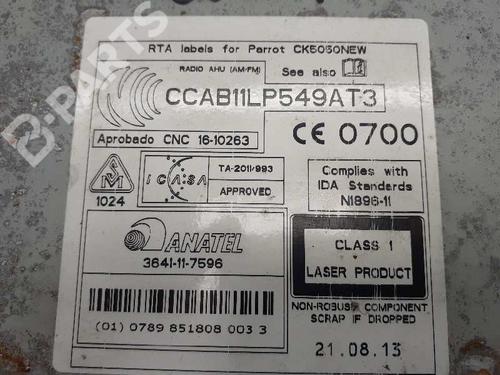 B-PARTS
RTA labels for Parrot CK5050NEW
RADIO AHU (AM-FM)
See also
CCAB11LP549AT3
Aprobado CNC 16-10263
CE 0700
1024
ICASA
TA-2011/993
APPROVED
Complies with
IDA Standards
N1896-11
ANATEL
3641-11-7596
CLASS 1
LASER PRODUCT
(01) 0789 851808 003 3
NON-ROBUST COMPONENT
SCRAP IF DROPPED
21.08.13